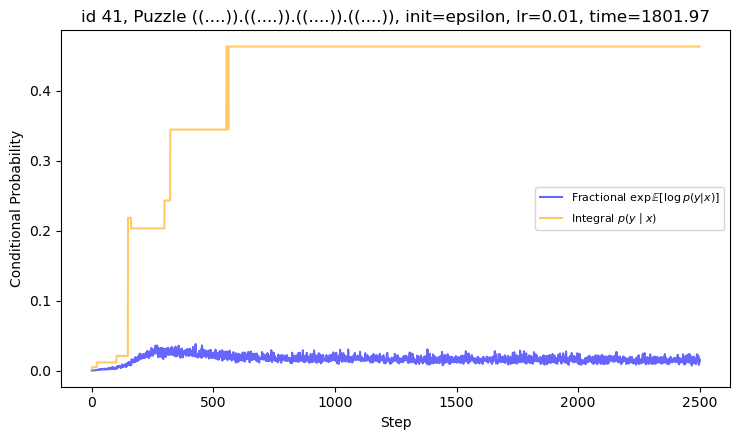 id 41, Puzzle ((....)).((....)).((....)).((....)), init=epsilon, lr=0.01, time=1801.97
Conditional Probability
0.4
0.3
0.2
0.1
0.0
Fractional exp𝔼[log p(y|x)]
Integral p(y | x)
0 500 1000 1500 2000 2500
Step